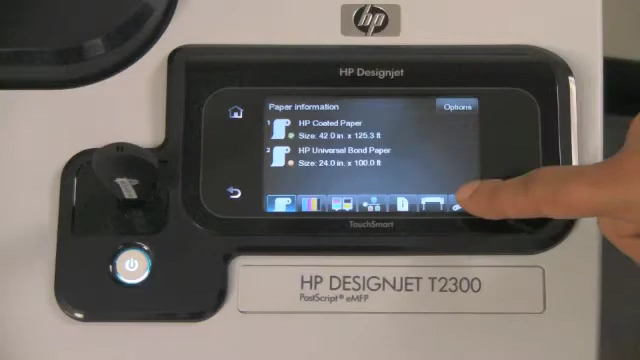 hp
HP Designjet
Paper information
Options
1 HP Coated Paper
Size: 42.0 in. x 125.3 ft
2 HP Universal Bond Paper
Size: 24.0 in. x 100.0 ft
TouchSmart
HP DESIGNJET T2300
PostScript® eMFP